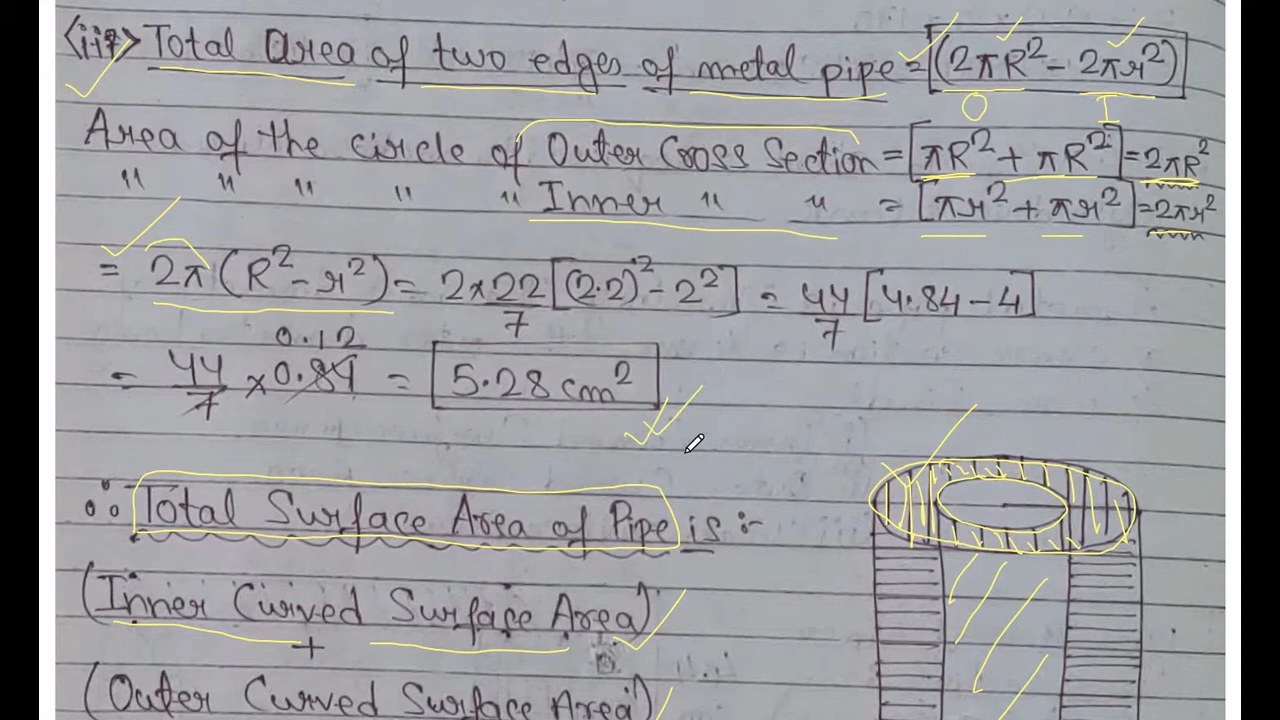 <iii> Total area of two edges of metal pipe = (2πR² - 2πr²)
O I
Area of the circle of Outer Cross Section = [πR² + πR²] = 2πR²
" " " " " Inner " " = [πr² + πr²] = 2πr²
= 2π (R² - r²) = 2×22/7 [(2.2)² - 2²] = 44/7 [4.84 - 4]
0.12
= 44/7 × 0.84 = 5.28 cm²
∴ Total Surface Area of Pipe is :-
(Inner Curved Surface Area)
+
(Outer Curved Surface Area)